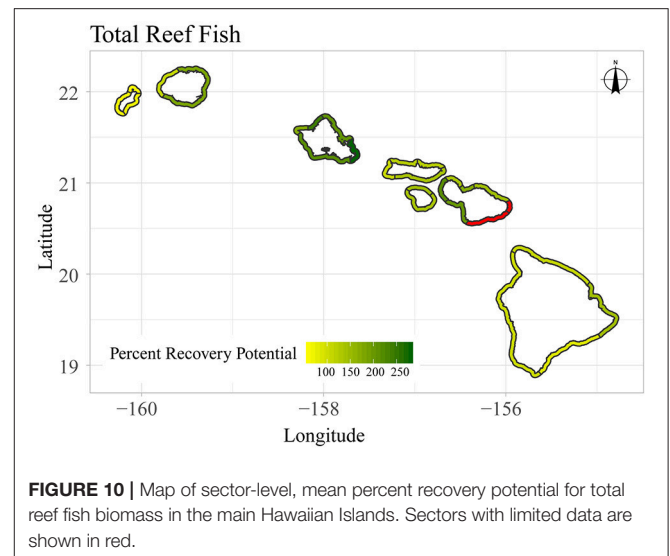 Total Reef Fish
N
22
21
20
19
Latitude
Percent Recovery Potential
100 150 200 250
−160 −158 −156
Longitude
FIGURE 10 | Map of sector-level, mean percent recovery potential for total
reef fish biomass in the main Hawaiian Islands. Sectors with limited data are
shown in red.